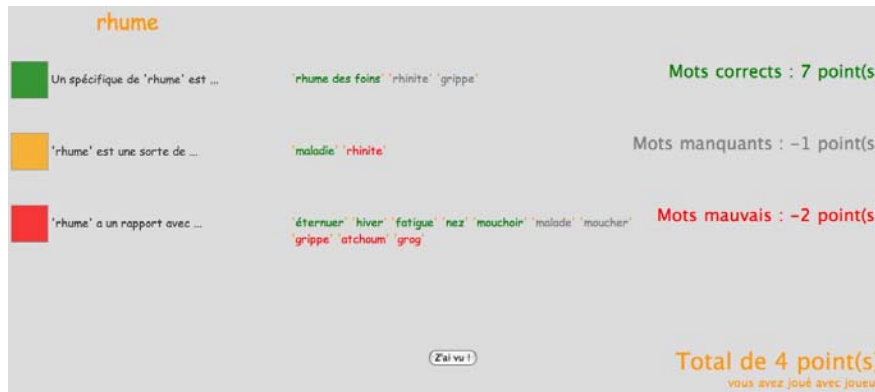 rhume
Un spécifique de 'rhume' est ... 'rhume des foins' 'rhinite' 'grippe' Mots corrects : 7 point(s
'rhume' est une sorte de ... 'maladie' 'rhinite' Mots manquants : -1 point(s
'rhume' a un rapport avec ... 'éternuer' 'hiver' 'fatigue' 'nez' 'mouchoir' 'malade' 'moucher' Mots mauvais : -2 point(s
'grippe' 'atchoum' 'grog'
Z'ai vu !
Total de 4 point(s)
vous avez joué avec joueu